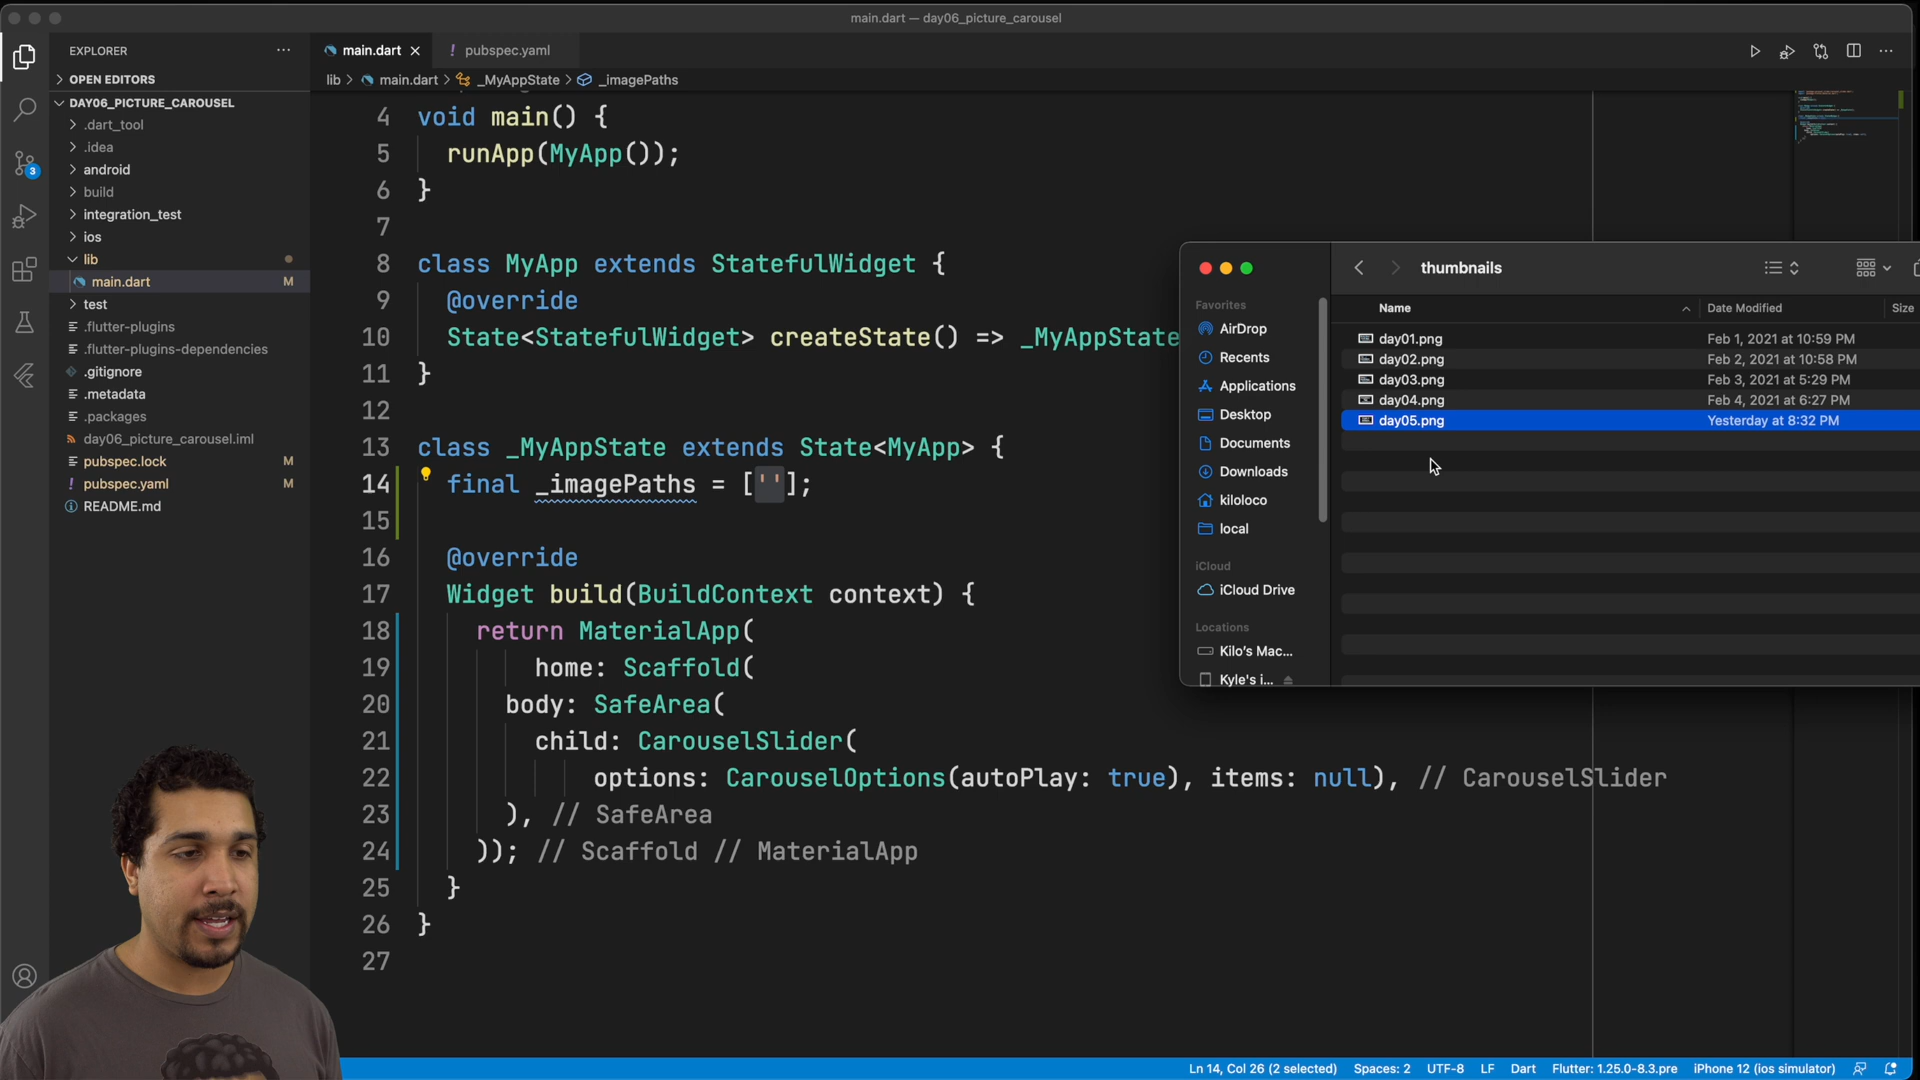 main.dart — day06_picture_carousel
EXPLORER
OPEN EDITORS
DAY06_PICTURE_CAROUSEL
.dart_tool
.idea
android
build
integration_test
ios
lib
main.dart M
test
.flutter-plugins
.flutter-plugins-dependencies
.gitignore
.metadata
.packages
day06_picture_carousel.iml
pubspec.lock M
pubspec.yaml M
README.md
3
main.dart
! pubspec.yaml
lib > main.dart > _MyAppState > _imagePaths
4 void main() {
5 runApp(MyApp());
6 }
7
8 class MyApp extends StatefulWidget {
9 @override
10 State<StatefulWidget> createState() => _MyAppState
11 }
12
13 class _MyAppState extends State<MyApp> {
14 final _imagePaths = [''];
15
16 @override
17 Widget build(BuildContext context) {
18 return MaterialApp(
19 home: Scaffold(
20 body: SafeArea(
21 child: CarouselSlider(
22 options: CarouselOptions(autoPlay: true), items: null), // CarouselSlider
23 ), // SafeArea
24 )); // Scaffold // MaterialApp
25 }
26 }
27
thumbnails
Favorites
AirDrop
Recents
Applications
Desktop
Documents
Downloads
kiloloco
local
iCloud
iCloud Drive
Locations
Kilo's Mac...
Kyle's i...
Name Date Modified Size
day01.png Feb 1, 2021 at 10:59 PM
day02.png Feb 2, 2021 at 10:58 PM
day03.png Feb 3, 2021 at 5:29 PM
day04.png Feb 4, 2021 at 6:27 PM
day05.png Yesterday at 8:32 PM
Ln 14, Col 26 (2 selected) Spaces: 2 UTF-8 LF Dart Flutter: 1.25.0-8.3.pre iPhone 12 (ios simulator)